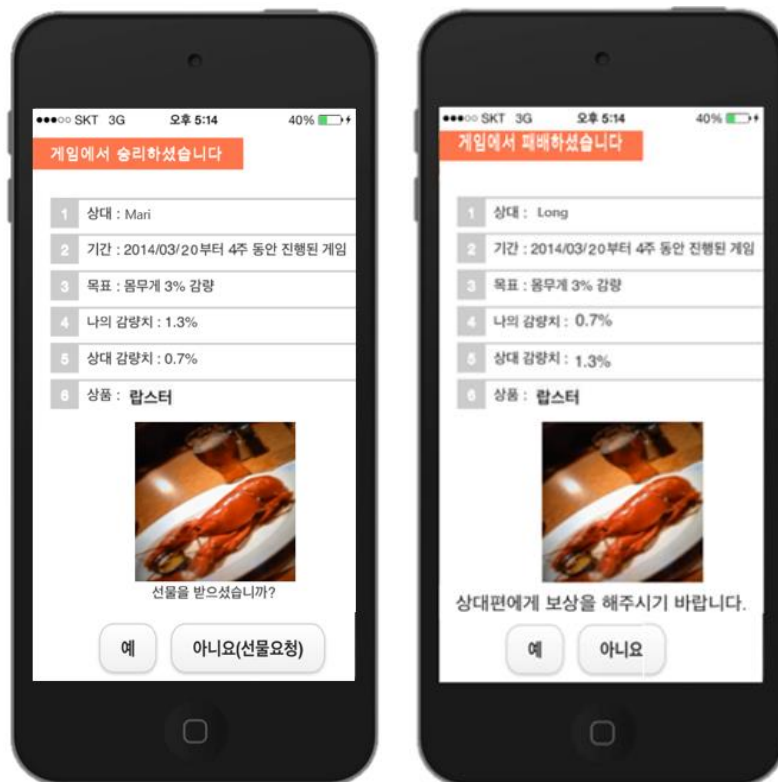 ●●●○○ SKT 3G 오후 5:14 40%
게임에서 승리하셨습니다
1 상대 : Mari
2 기간 : 2014/03/20부터 4주 동안 진행된 게임
3 목표 : 몸무게 3% 감량
4 나의 감량치 : 1.3%
5 상대 감량치 : 0.7%
6 상품 : 랍스터
선물을 받으셨습니까?
예 아니요(선물요청)
●●●○○ SKT 3G 오후 5:14 40%
게임에서 패배하셨습니다
1 상대 : Long
2 기간 : 2014/03/20부터 4주 동안 진행된 게임
3 목표 : 몸무게 3% 감량
4 나의 감량치 : 0.7%
5 상대 감량치 : 1.3%
6 상품 : 랍스터
상대편에게 보상을 해주시기 바랍니다.
예 아니요